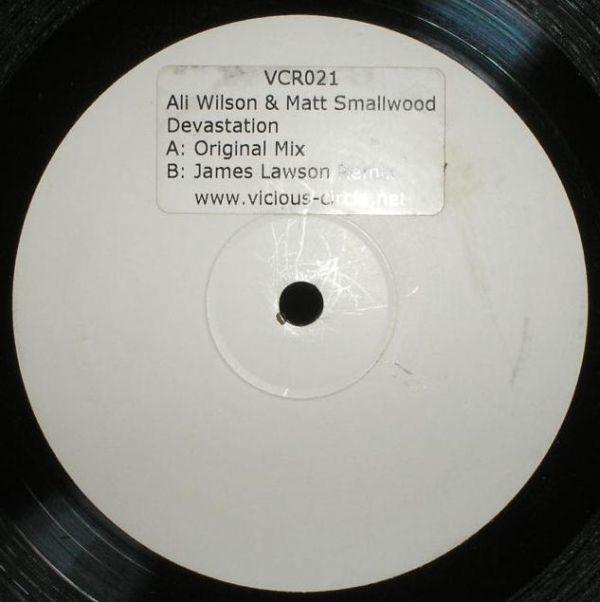 VCR021
Ali Wilson & Matt Smallwood
Devastation
A: Original Mix
B: James Lawson Remix
www.vicious-circle.net